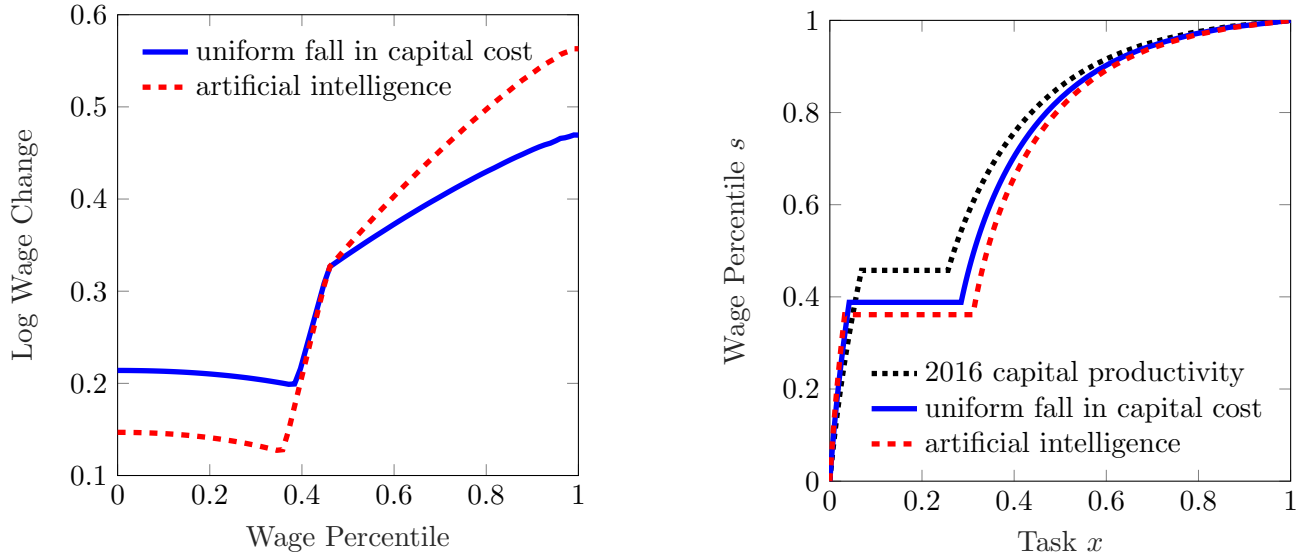 0.6
0.5
0.4
0.3
0.2
0.1
Log Wage Change
uniform fall in capital cost
artificial intelligence
0
0.2
0.4
0.6
0.8
1
Wage Percentile
1
0.8
0.6
0.4
0.2
0
Wage Percentile s
2016 capital productivity
uniform fall in capital cost
artificial intelligence
0
0.2
0.4
0.6
0.8
1
Task x